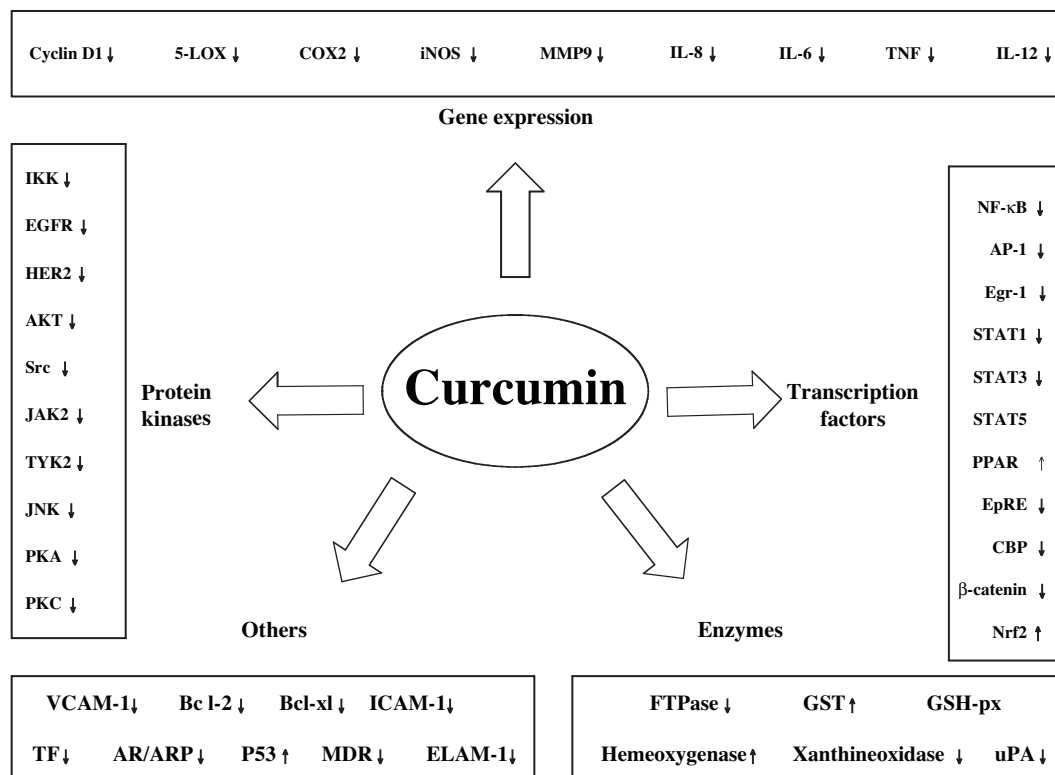 Cyclin D1↓ 5-LOX ↓ COX2 ↓ iNOS ↓ MMP9↓ IL-8 ↓ IL-6↓ TNF ↓ IL-12↓
Gene expression
IKK↓
EGFR ↓
HER2 ↓
AKT ↓
Src ↓
JAK2 ↓
TYK2↓
JNK ↓
PKA ↓
PKC ↓
Protein
kinases
Curcumin
Transcription
factors
NF-κB ↓
AP-1 ↓
Egr-1 ↓
STAT1 ↓
STAT3 ↓
STAT5
PPAR ↑
EpRE ↓
CBP ↓
β-catenin ↓
Nrf2 ↑
Others
Enzymes
VCAM-1↓ Bc l-2 ↓ Bcl-xl ↓ ICAM-1↓
TF↓ AR/ARP↓ P53 ↑ MDR↓ ELAM-1↓
FTPase ↓ GST↑ GSH-px
Hemeoxygenase↑ Xanthineoxidase ↓ uPA↓